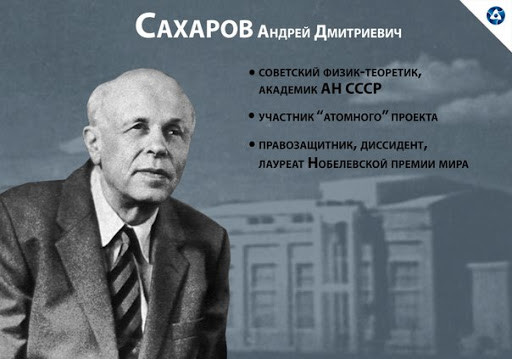 САХАРОВ АНДРЕЙ ДМИТРИЕВИЧ
• СОВЕТСКИЙ ФИЗИК-ТЕОРЕТИК,
АКАДЕМИК АН СССР
• УЧАСТНИК “АТОМНОГО” ПРОЕКТА
• ПРАВОЗАЩИТНИК, ДИССИДЕНТ,
ЛАУРЕАТ НОБЕЛЕВСКОЙ ПРЕМИИ МИРА